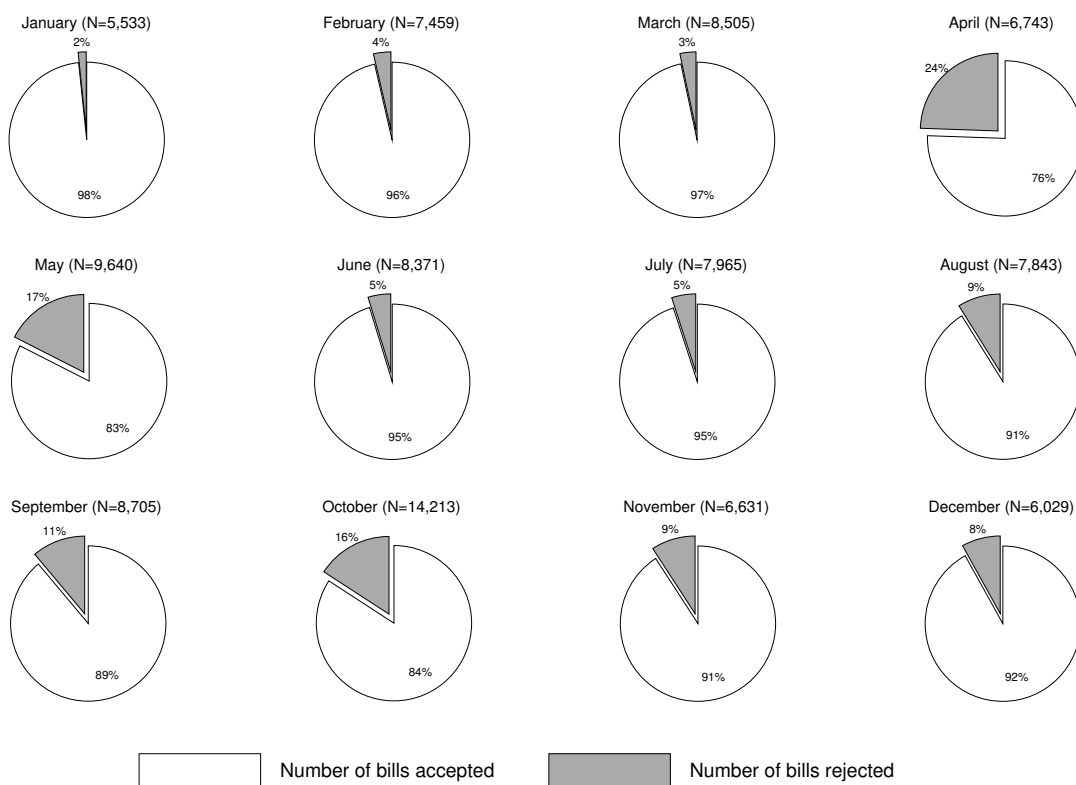 January (N=5,533)
2%
98%
February (N=7,459)
4%
96%
March (N=8,505)
3%
97%
April (N=6,743)
24%
76%
May (N=9,640)
17%
83%
June (N=8,371)
5%
95%
July (N=7,965)
5%
95%
August (N=7,843)
9%
91%
September (N=8,705)
11%
89%
October (N=14,213)
16%
84%
November (N=6,631)
9%
91%
December (N=6,029)
8%
92%
Number of bills accepted
Number of bills rejected